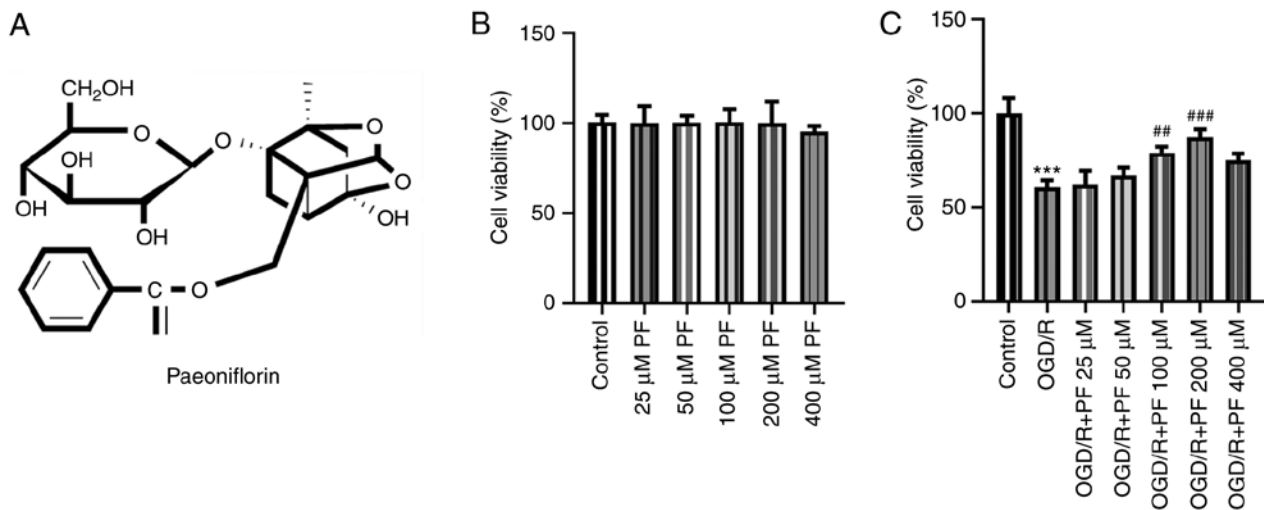 A
CH₂OH
O
O
OH
OH
OH
O
O
OH
C
O
Paeoniflorin
B
Cell viability (%)
150
100
50
0
Control
25 μM PF
50 μM PF
100 μM PF
200 μM PF
400 μM PF
C
Cell viability (%)
150
100
50
0
***
##
###
Control
OGD/R
OGD/R+PF 25 μM
OGD/R+PF 50 μM
OGD/R+PF 100 μM
OGD/R+PF 200 μM
OGD/R+PF 400 μM